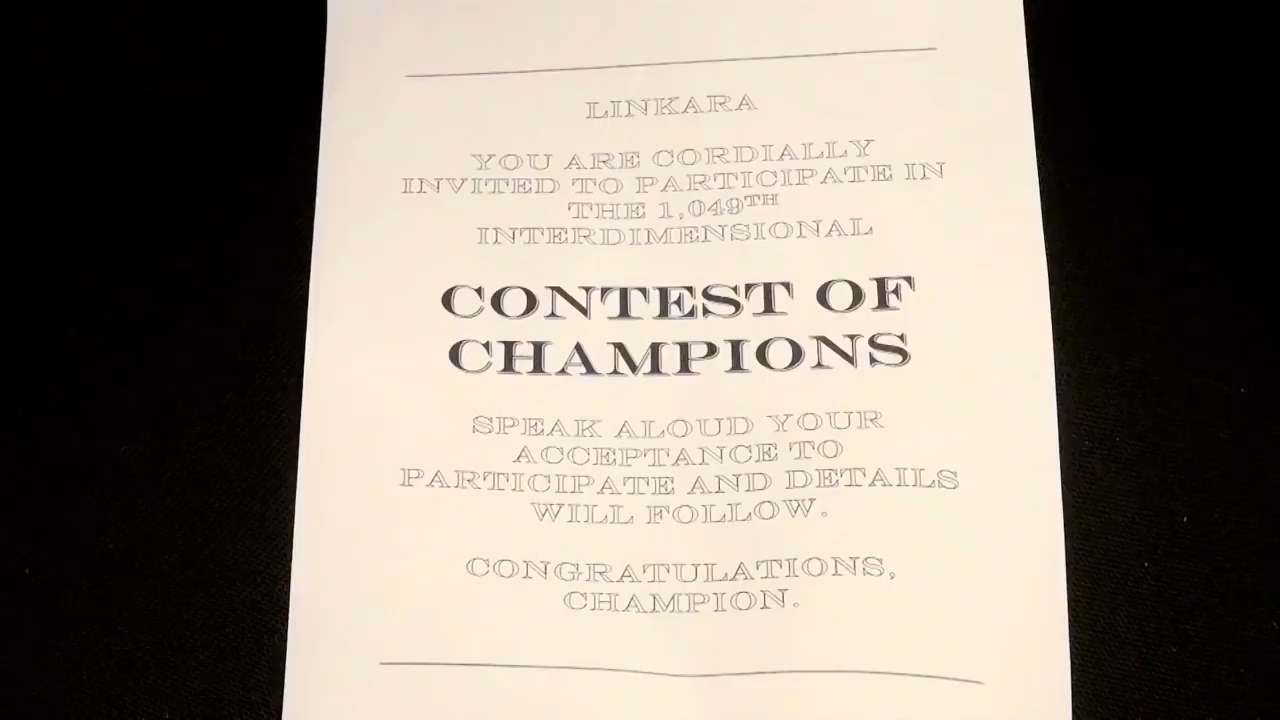 LINKARA
YOU ARE CORDIALLY
INVITED TO PARTICIPATE IN
THE 1,049TH
INTERDIMENSIONAL
CONTEST OF
CHAMPIONS
SPEAK ALOUD YOUR
ACCEPTANCE TO
PARTICIPATE AND DETAILS
WILL FOLLOW.
CONGRATULATIONS,
CHAMPION.